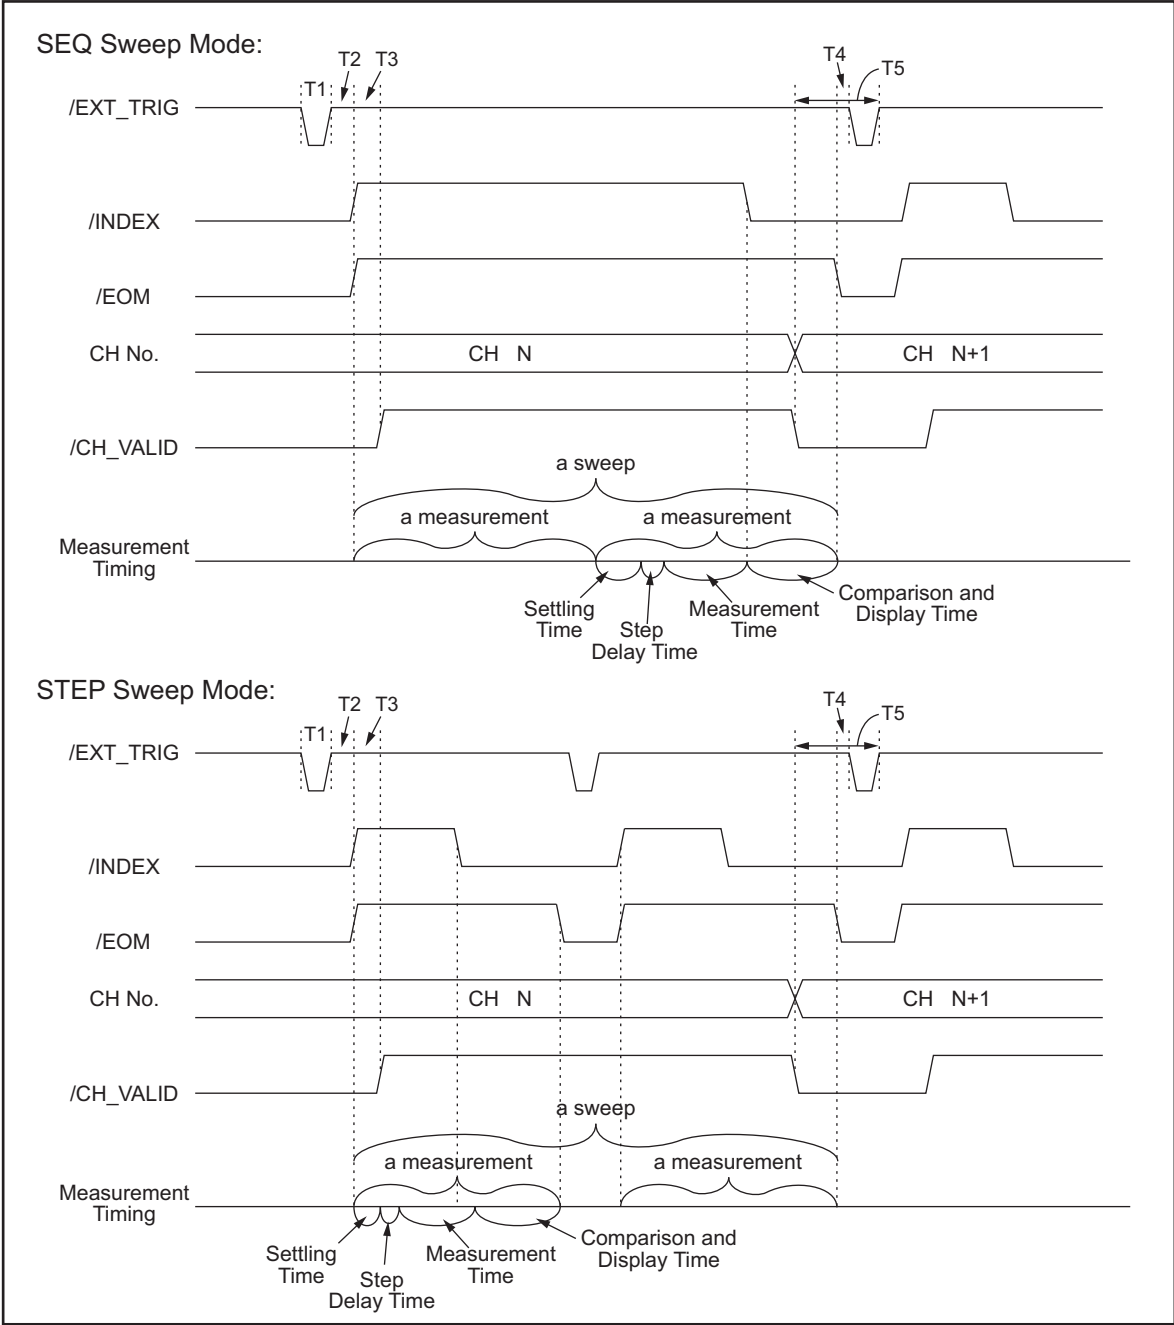 SEQ Sweep Mode:
T1 T2 T3 T4 T5
/EXT_TRIG
/INDEX
/EOM
CH No. CH N CH N+1
/CH_VALID
a sweep
a measurement a measurement
Measurement
Timing
Settling
Time
Step
Delay Time
Measurement
Time
Comparison and
Display Time
STEP Sweep Mode:
T1 T2 T3 T4 T5
/EXT_TRIG
/INDEX
/EOM
CH No. CH N CH N+1
/CH_VALID
a sweep
a measurement a measurement
Measurement
Timing
Settling
Time
Step
Delay Time
Measurement
Time
Comparison and
Display Time